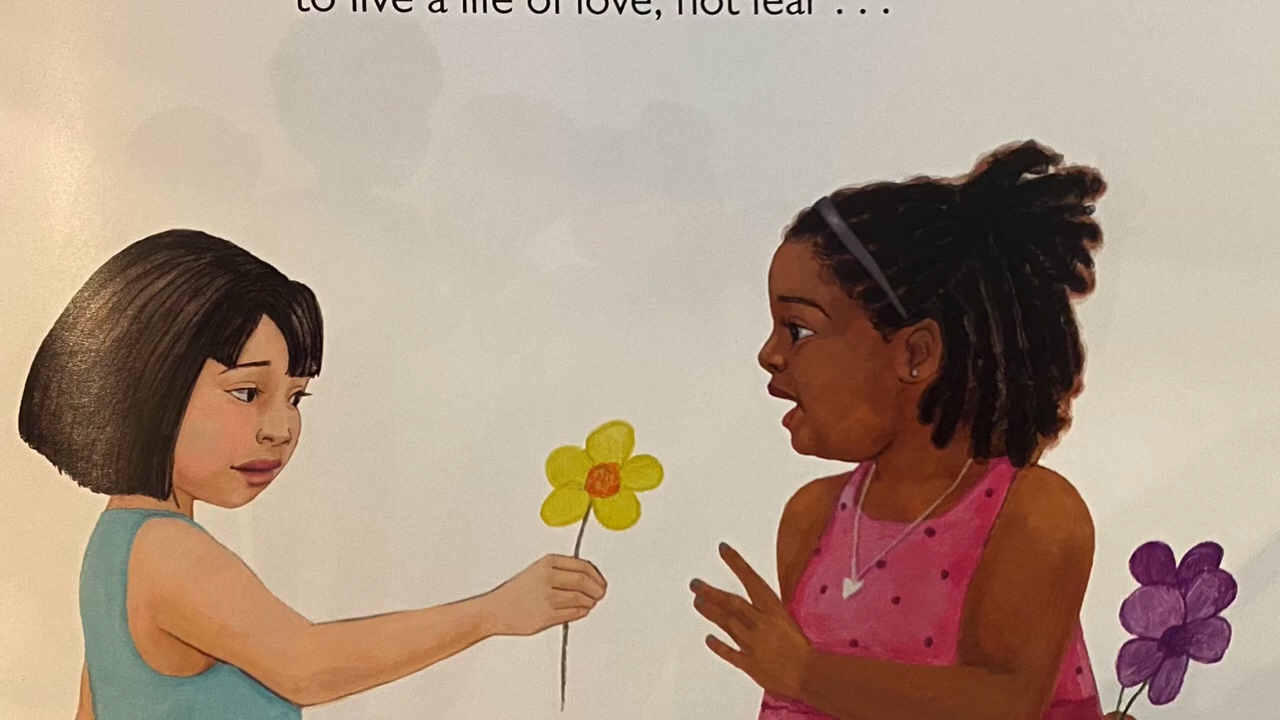 to live a life of love, not fear . . .